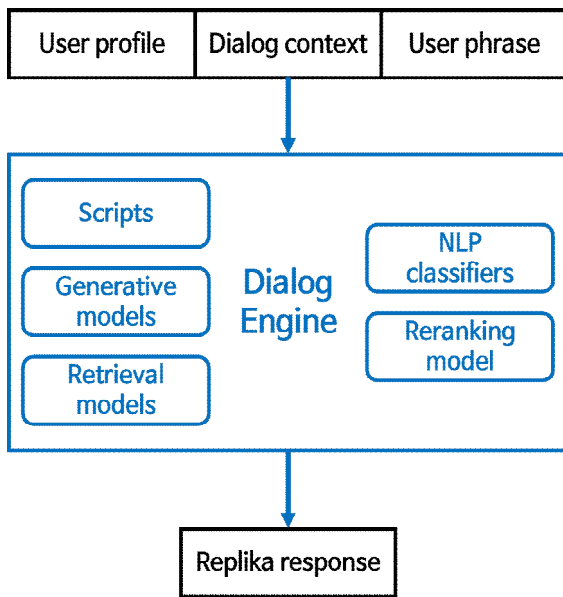 User profile
Dialog context
User phrase
Scripts
Generative
models
Retrieval
models
Dialog
Engine
NLP
classifiers
Reranking
model
Replika response